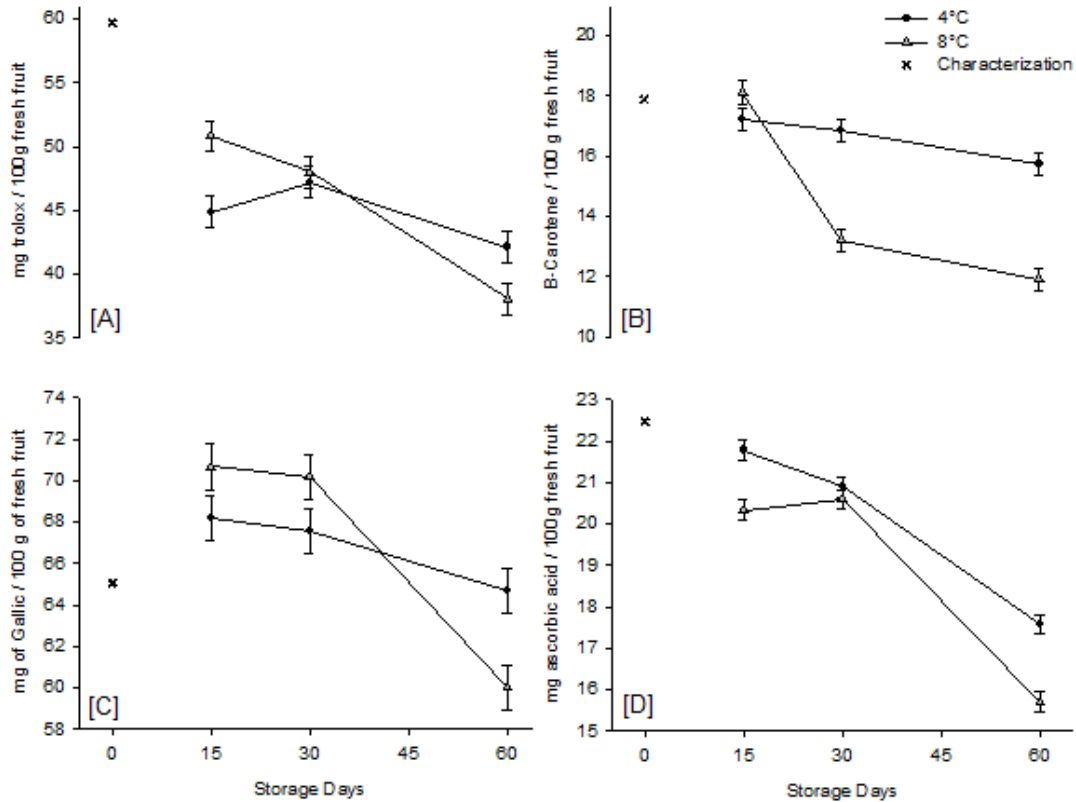 4°C
8°C
Characterization
mg trolox / 100g fresh fruit
60
55
50
45
40
35
[A]
B-Carotene / 100 g fresh fruit
20
18
16
14
12
10
[B]
mg of Gallic / 100 g of fresh fruit
74
72
70
68
66
64
62
60
58
[C]
0 15 30 45 60
Storage Days
mg ascorbic acid / 100g fresh fruit
23
22
21
20
19
18
17
16
15
[D]
0 15 30 45 60
Storage Days